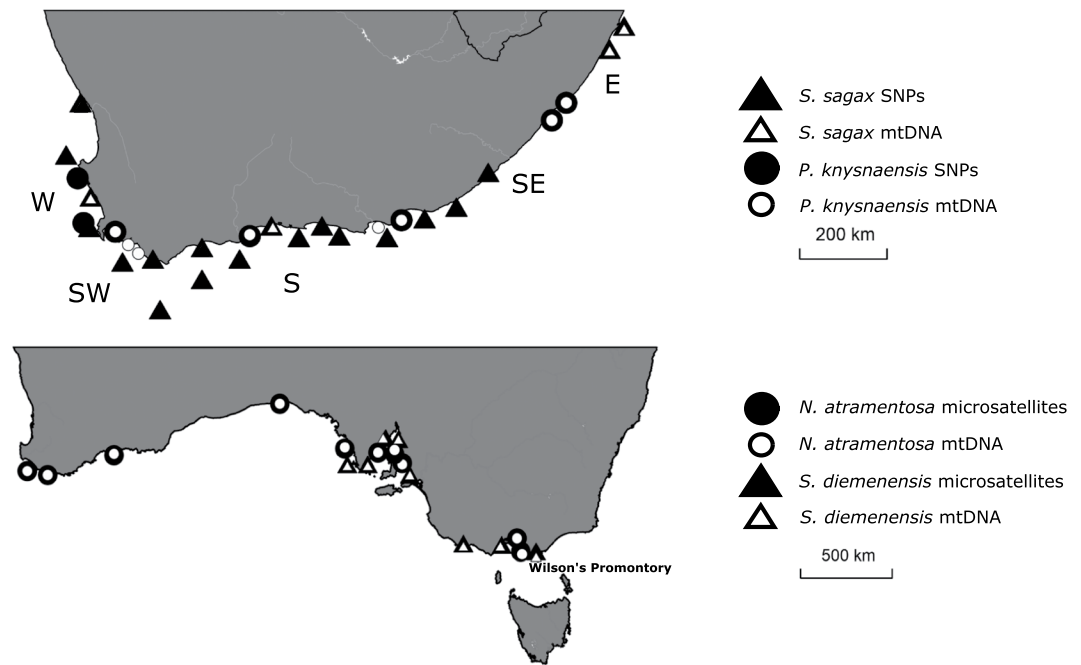 E
SE
W
SW
S
S. sagax SNPs
S. sagax mtDNA
P. knysnaensis SNPs
P. knysnaensis mtDNA
200 km
Wilson's Promontory
N. atramentosa microsatellites
N. atramentosa mtDNA
S. diemenensis microsatellites
S. diemenensis mtDNA
500 km